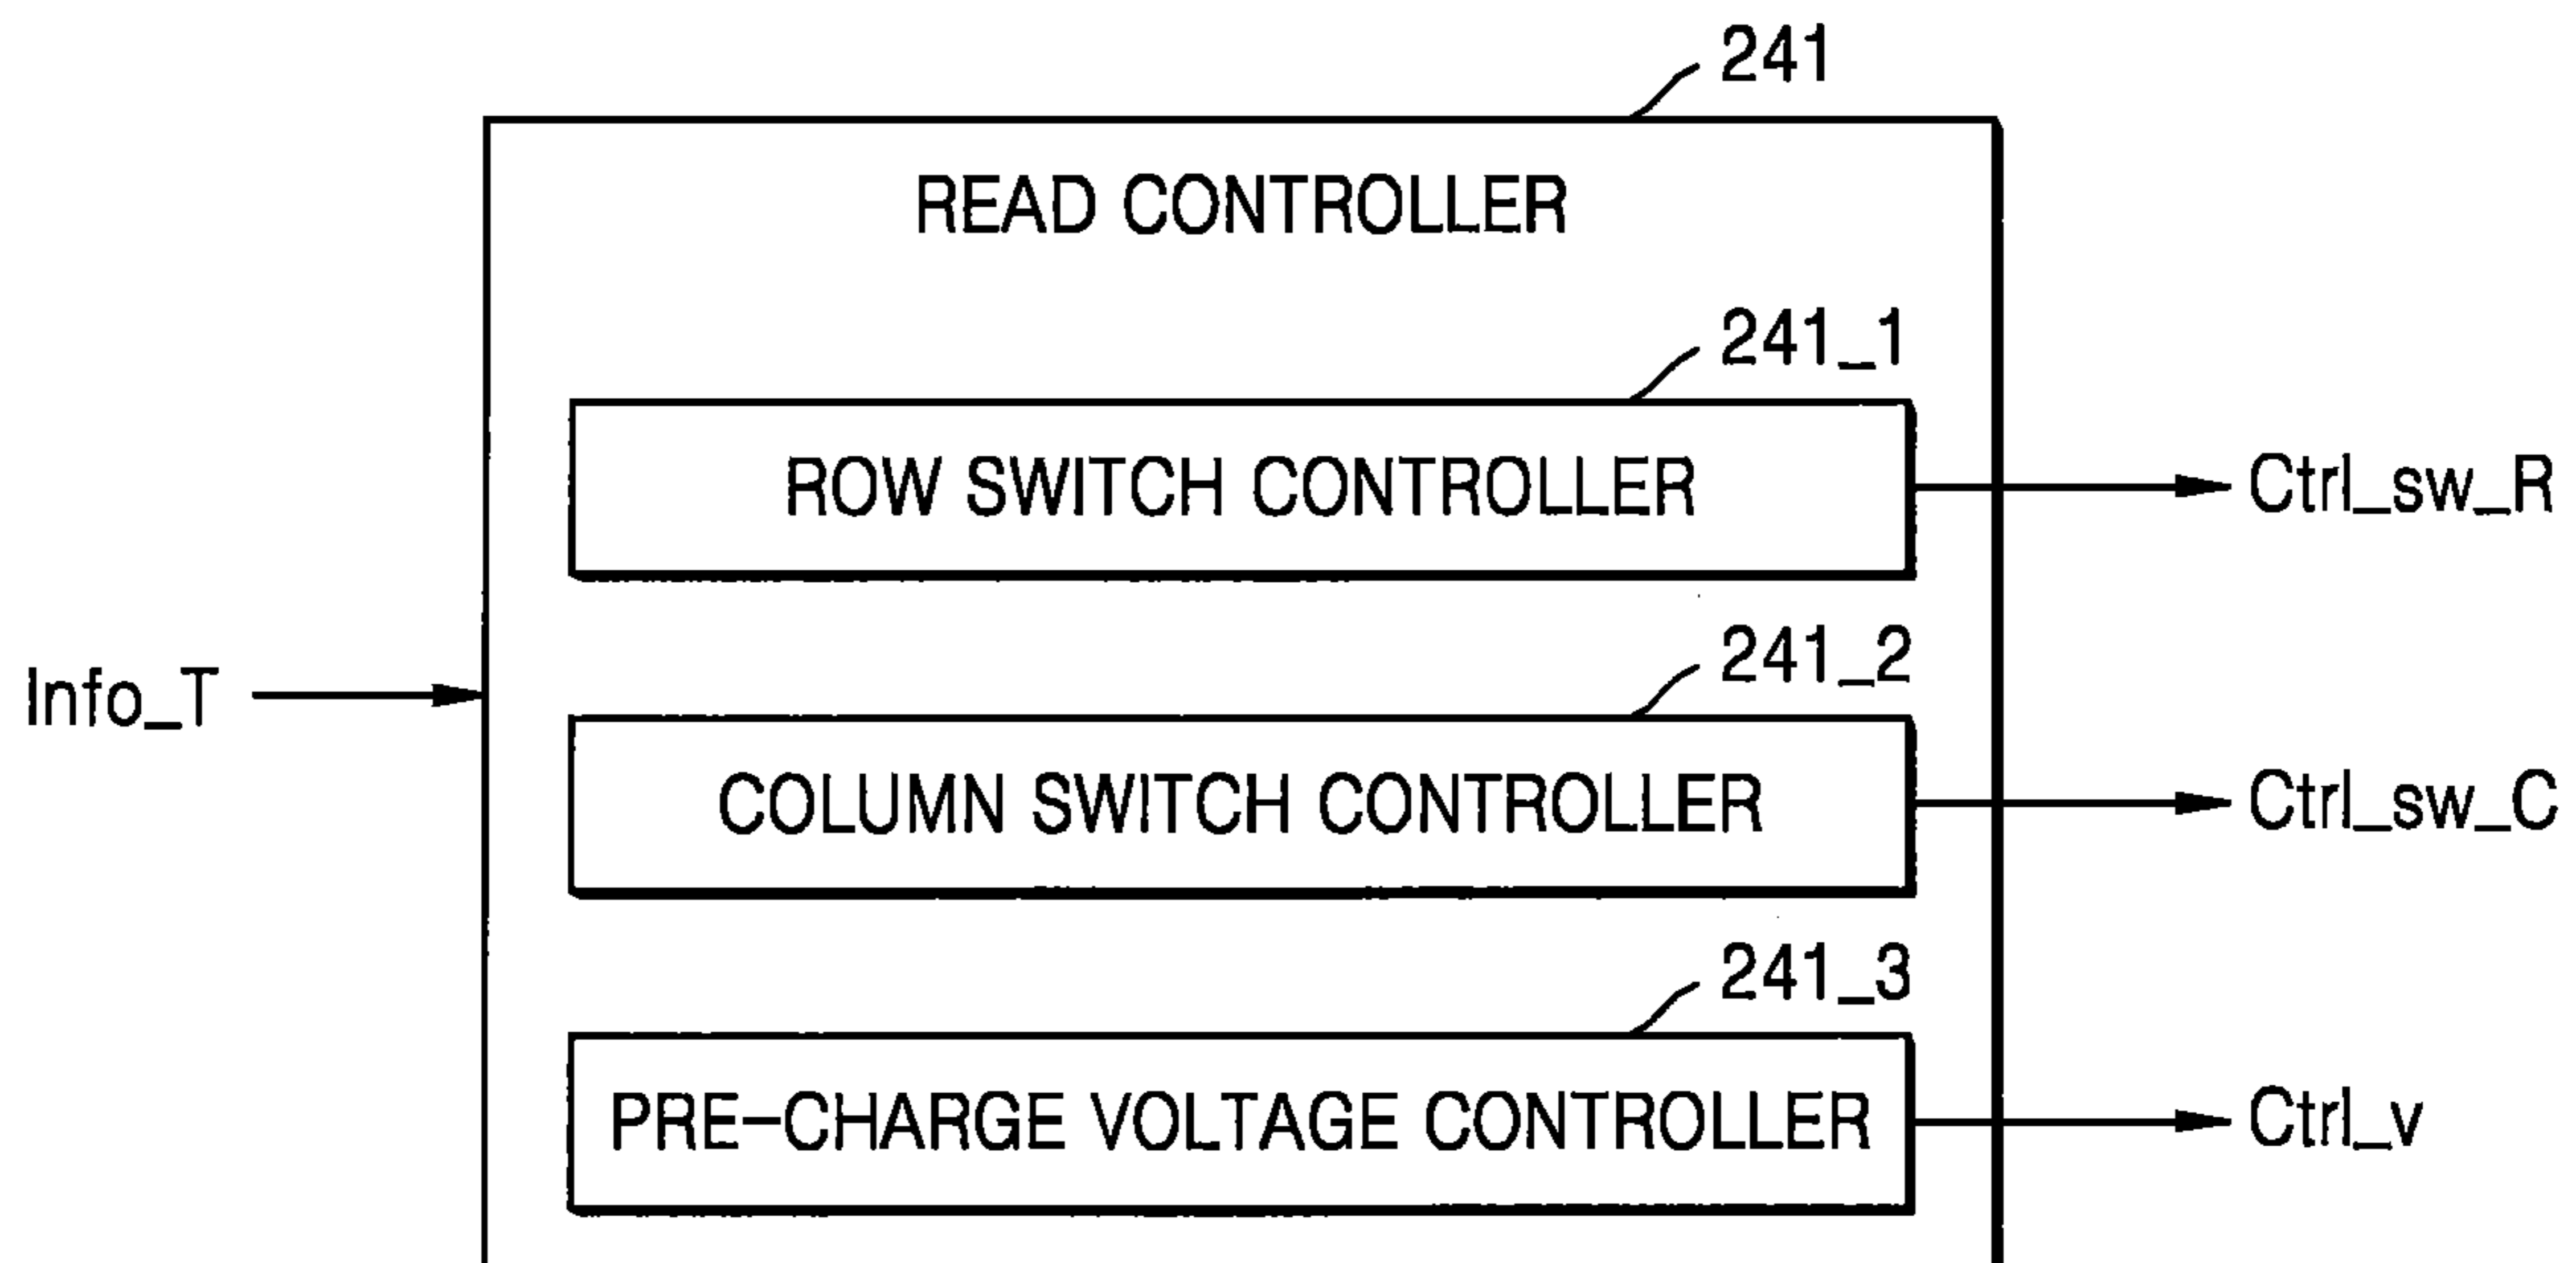 241
READ CONTROLLER
241_1
ROW SWITCH CONTROLLER
Ctrl_sw_R
Info_T
241_2
COLUMN SWITCH CONTROLLER
Ctrl_sw_C
241_3
PRE-CHARGE VOLTAGE CONTROLLER
Ctrl_v